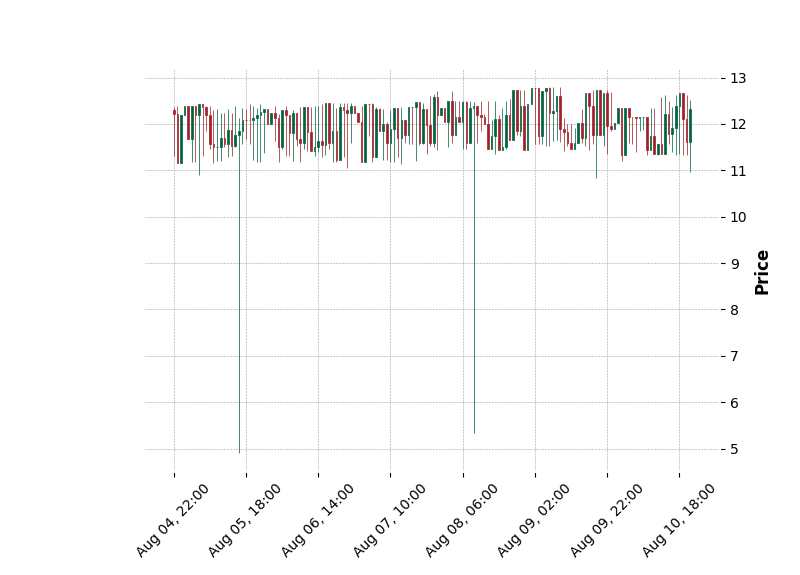 13
12
11
10
9
8
7
6
5
Price
Aug 04, 22:00
Aug 05, 18:00
Aug 06, 14:00
Aug 07, 10:00
Aug 08, 06:00
Aug 09, 02:00
Aug 09, 22:00
Aug 10, 18:00